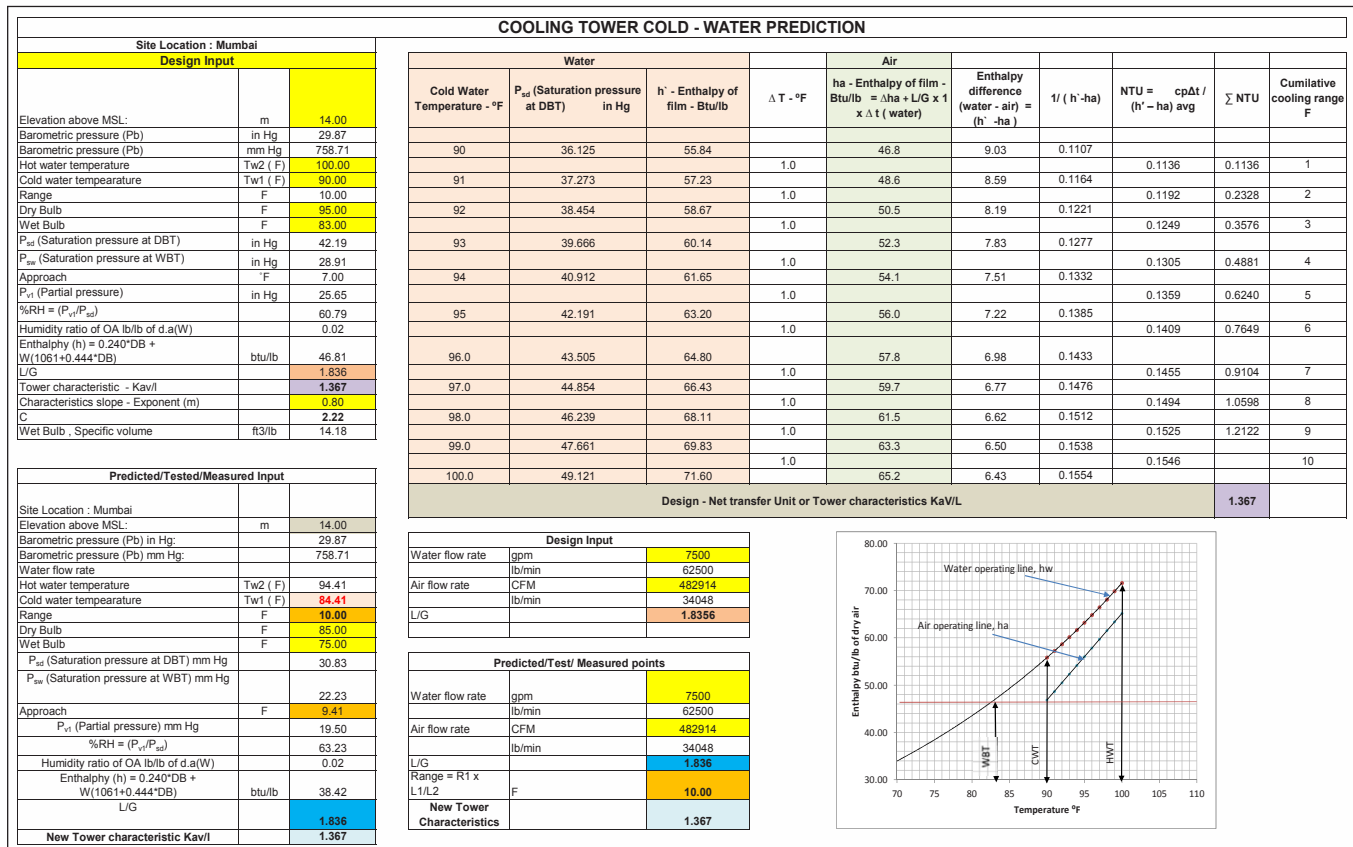 COOLING TOWER COLD - WATER PREDICTION
Site Location : Mumbai
Design Input
Elevation above MSL: m 14.00
Barometric pressure (Pb) in Hg 29.87
Barometric pressure (Pb) mm Hg 758.71
Hot water temperature Tw2 ( F) 100.00
Cold water tempearature Tw1 ( F) 90.00
Range F 10.00
Dry Bulb F 95.00
Wet Bulb F 83.00
Psd (Saturation pressure at DBT) in Hg 42.19
Psw (Saturation pressure at WBT) in Hg 28.91
Approach °F 7.00
Pv1 (Partial pressure) in Hg 25.65
%RH = (Pv1/Psd) 60.79
Humidity ratio of OA lb/lb of d.a(W) 0.02
Enthalphy (h) = 0.240*DB +
W(1061+0.444*DB) btu/lb 46.81
L/G 1.836
Tower characteristic - Kav/l 1.367
Characteristics slope - Exponent (m) 0.80
C 2.22
Wet Bulb , Specific volume ft3/lb 14.18
Water Air
Cold Water
Temperature - ºF
Psd (Saturation pressure
at DBT) in Hg
h` - Enthalpy of
film - Btu/lb
Δ T - ºF
ha - Enthalpy of film -
Btu/lb = Δha + L/G x 1
x Δ t ( water)
Enthalpy
difference
(water - air) =
(h` -ha )
1/ ( h`-ha)
NTU = cpΔt /
(h' – ha) avg
∑ NTU
Cumilative
cooling range
F
90 36.125 55.84 46.8 9.03 0.1107
1.0 0.1136 0.1136 1
91 37.273 57.23 48.6 8.59 0.1164
1.0 0.1192 0.2328 2
92 38.454 58.67 50.5 8.19 0.1221
1.0 0.1249 0.3576 3
93 39.666 60.14 52.3 7.83 0.1277
1.0 0.1305 0.4881 4
94 40.912 61.65 54.1 7.51 0.1332
1.0 0.1359 0.6240 5
95 42.191 63.20 56.0 7.22 0.1385
1.0 0.1409 0.7649 6
96.0 43.505 64.80 57.8 6.98 0.1433
1.0 0.1455 0.9104 7
97.0 44.854 66.43 59.7 6.77 0.1476
1.0 0.1494 1.0598 8
98.0 46.239 68.11 61.5 6.62 0.1512
1.0 0.1525 1.2122 9
99.0 47.661 69.83 63.3 6.50 0.1538
1.0 0.1546 10
100.0 49.121 71.60 65.2 6.43 0.1554
Design - Net transfer Unit or Tower characteristics KaV/L 1.367
Predicted/Tested/Measured Input
Site Location : Mumbai
Elevation above MSL: m 14.00
Barometric pressure (Pb) in Hg: 29.87
Barometric pressure (Pb) mm Hg: 758.71
Water flow rate
Hot water temperature Tw2 ( F) 94.41
Cold water tempearature Tw1 ( F) 84.41
Range F 10.00
Dry Bulb F 85.00
Wet Bulb F 75.00
Psd (Saturation pressure at DBT) mm Hg 30.83
Psw (Saturation pressure at WBT) mm Hg 22.23
Approach F 9.41
Pv1 (Partial pressure) mm Hg 19.50
%RH = (Pv1/Psd) 63.23
Humidity ratio of OA lb/lb of d.a(W) 0.02
Enthalphy (h) = 0.240*DB +
W(1061+0.444*DB) btu/lb 38.42
L/G 1.836
New Tower characteristic Kav/l 1.367
Design Input
Water flow rate gpm 7500
lb/min 62500
Air flow rate CFM 482914
lb/min 34048
L/G 1.8356
Predicted/Test/ Measured points
Water flow rate gpm 7500
lb/min 62500
Air flow rate CFM 482914
lb/min 34048
L/G 1.836
Range = R1 x
L1/L2 F 10.00
New Tower
Characteristics 1.367
80.00
70.00
60.00
50.00
40.00
30.00
Enthalpy btu/lb of dry air
Water operating line, hw
Air operating line, ha
WBT
CWT
HWT
70 75 80 85 90 95 100 105 110
Temperature ºF